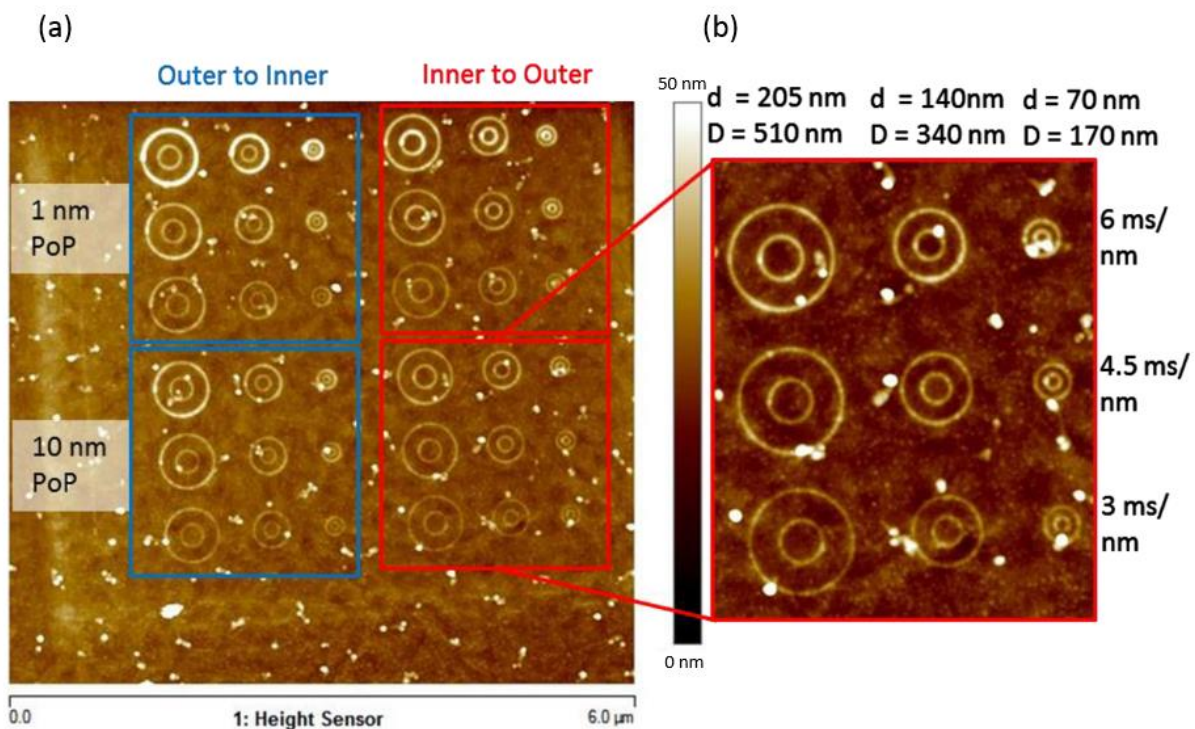 (a)
(b)
Outer to Inner
Inner to Outer
50 nm
d = 205 nm d = 140nm d = 70 nm
D = 510 nm D = 340 nm D = 170 nm
1 nm
PoP
6 ms/
nm
4.5 ms/
nm
10 nm
PoP
3 ms/
nm
0 nm
0.0
1: Height Sensor
6.0 µm